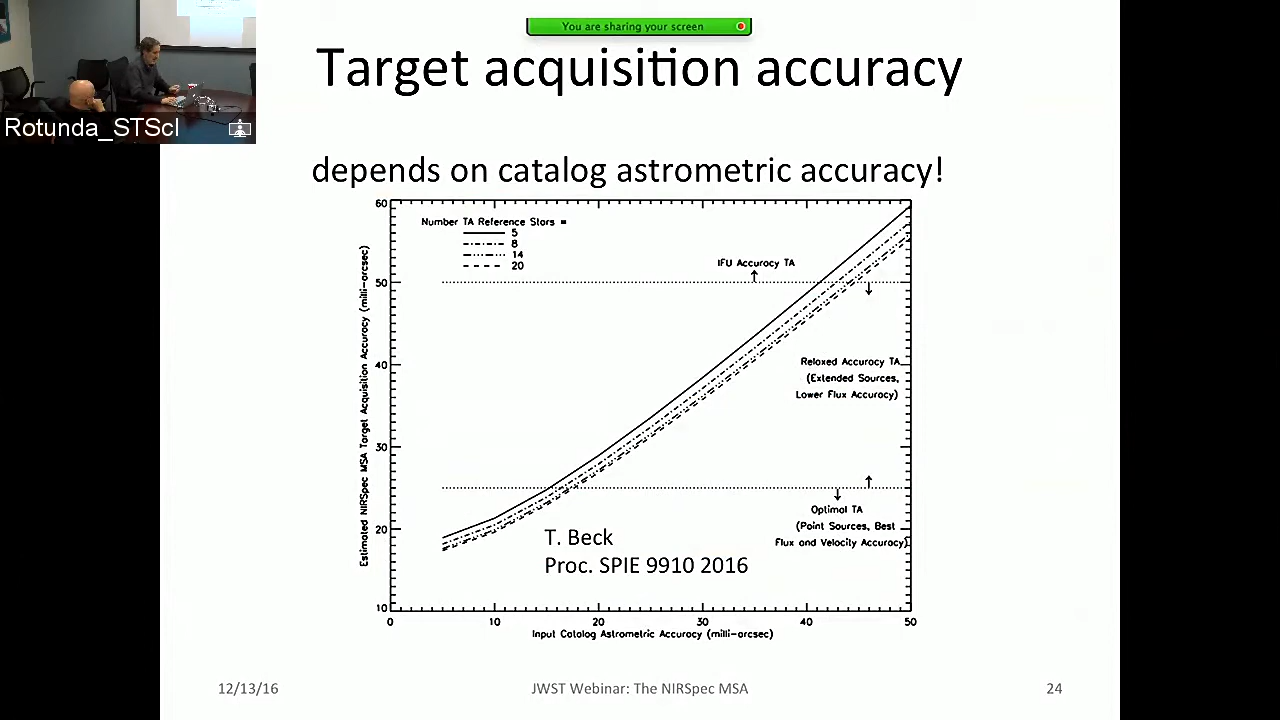 You are sharing your screen
Target acquisition accuracy
Rotunda_STScI
depends on catalog astrometric accuracy!
Number TA Reference Stars =
5
8
14
20
IFU Accuracy TA
Relaxed Accuracy TA
(Extended Sources,
Lower Flux Accuracy)
Optimal TA
(Point Sources, Best
Flux and Velocity Accuracy)
T. Beck
Proc. SPIE 9910 2016
Estimated NIRSpec MSA Target Acquisition Accuracy (milli-arcsec)
60
50
40
30
20
10
0 10 20 30 40 50
Input Catalog Astrometric Accuracy (milli-arcsec)
12/13/16 JWST Webinar: The NIRSpec MSA 24